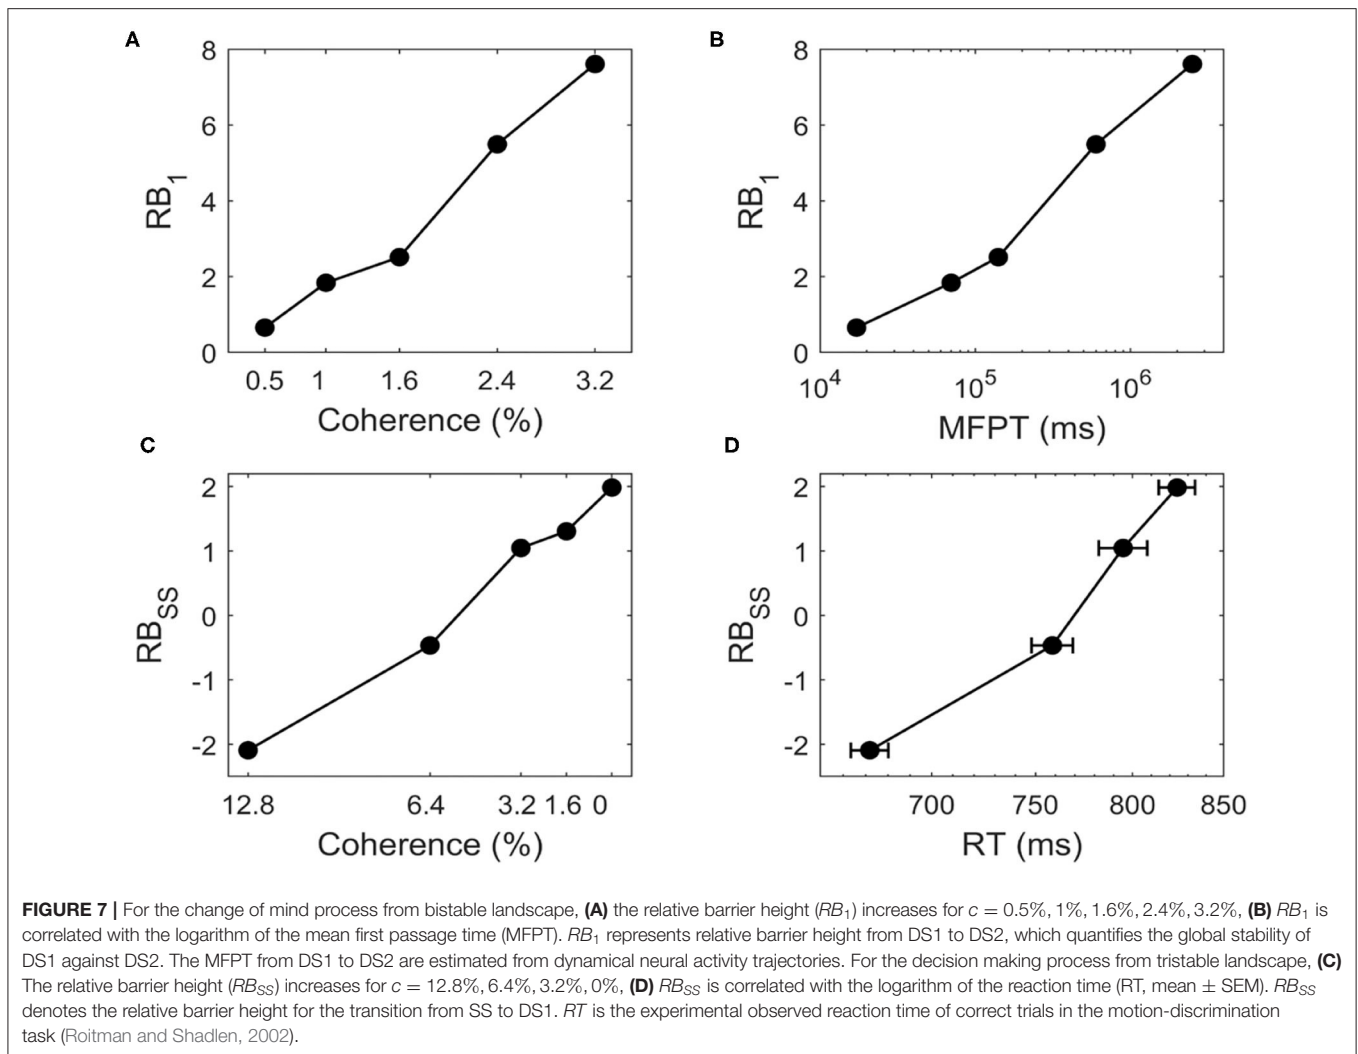 A
B
8
6
4
2
0
RB1
0.5 1 1.6 2.4 3.2
Coherence (%)
8
6
4
2
0
RB1
10^4 10^5 10^6
MFPT (ms)
C
D
2
1
0
-1
-2
RBSS
12.8 6.4 3.2 1.6 0
Coherence (%)
2
1
0
-1
-2
RBSS
700 750 800 850
RT (ms)
FIGURE 7 | For the change of mind process from bistable landscape, (A) the relative barrier height (RB1) increases for c = 0.5%, 1%, 1.6%, 2.4%, 3.2%, (B) RB1 is
correlated with the logarithm of the mean first passage time (MFPT). RB1 represents relative barrier height from DS1 to DS2, which quantifies the global stability of
DS1 against DS2. The MFPT from DS1 to DS2 are estimated from dynamical neural activity trajectories. For the decision making process from tristable landscape, (C)
The relative barrier height (RBSS) increases for c = 12.8%, 6.4%, 3.2%, 0%, (D) RBSS is correlated with the logarithm of the reaction time (RT, mean ± SEM). RBSS
denotes the relative barrier height for the transition from SS to DS1. RT is the experimental observed reaction time of correct trials in the motion-discrimination
task (Roitman and Shadlen, 2002).